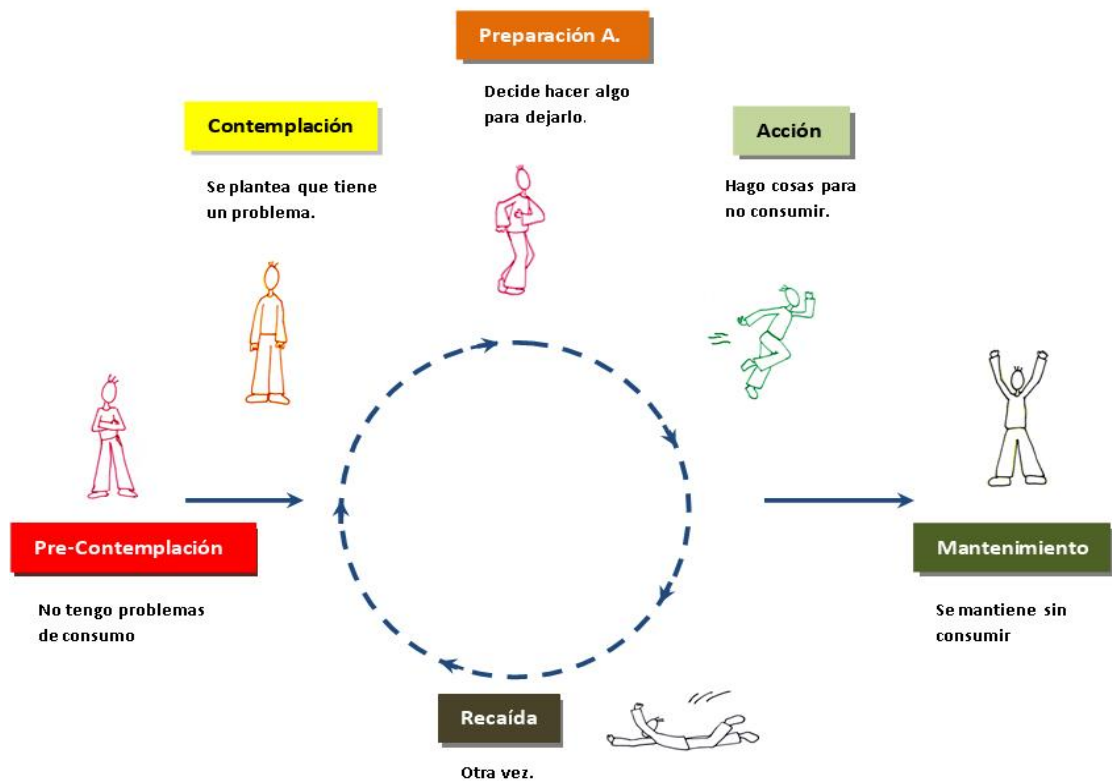 Preparación A.
Decide hacer algo
para dejarlo.
Contemplación
Se plantea que tiene
un problema.
Acción
Hago cosas para
no consumir.
Pre-Contemplación
No tengo problemas
de consumo
Mantenimiento
Se mantiene sin
consumir
Recaída
Otra vez.